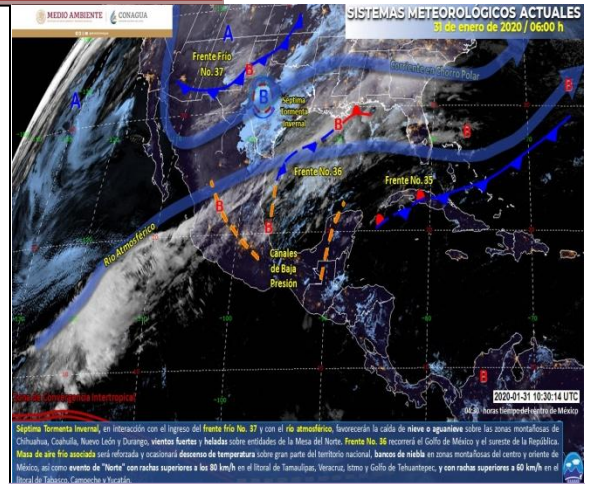 MEDIO AMBIENTE
CONAGUA
SISTEMAS METEOROLÓGICOS ACTUALES
31 de enero de 2020 / 06:00 h
A
Frente Frío
No. 37
B
Corriente en Chorro Polar
A
B
Séptima
Tormenta
Invernal
B
B
B
Frente No. 36
Frente No. 35
B
B
Río Atmosférico
Canales
de Baja
Presión
B
Zona de Convergencia Intertropical
2020-01-31 10:30:14 UTC
04:30 horas tiempo del centro de México
Séptima Tormenta Invernal, en interacción con el ingreso del frente frío No. 37 y con el río atmosférico, favorecerán la caída de nieve o aguanieve sobre las zonas montañosas de
Chihuahua, Coahuila, Nuevo León y Durango, vientos fuertes y heladas sobre entidades de la Mesa del Norte. Frente No. 36 recorrerá el Golfo de México y el sureste de la República.
Masa de aire frío asociada será reforzada y ocasionará descenso de temperatura sobre gran parte del territorio nacional, bancos de niebla en zonas montañosas del centro y oriente de
México, así como evento de "Norte" con rachas superiores a los 80 km/h en el litoral de Tamaulipas, Veracruz, Istmo y Golfo de Tehuantepec, y con rachas superiores a 60 km/h en el
litoral de Tabasco, Campeche y Yucatán.